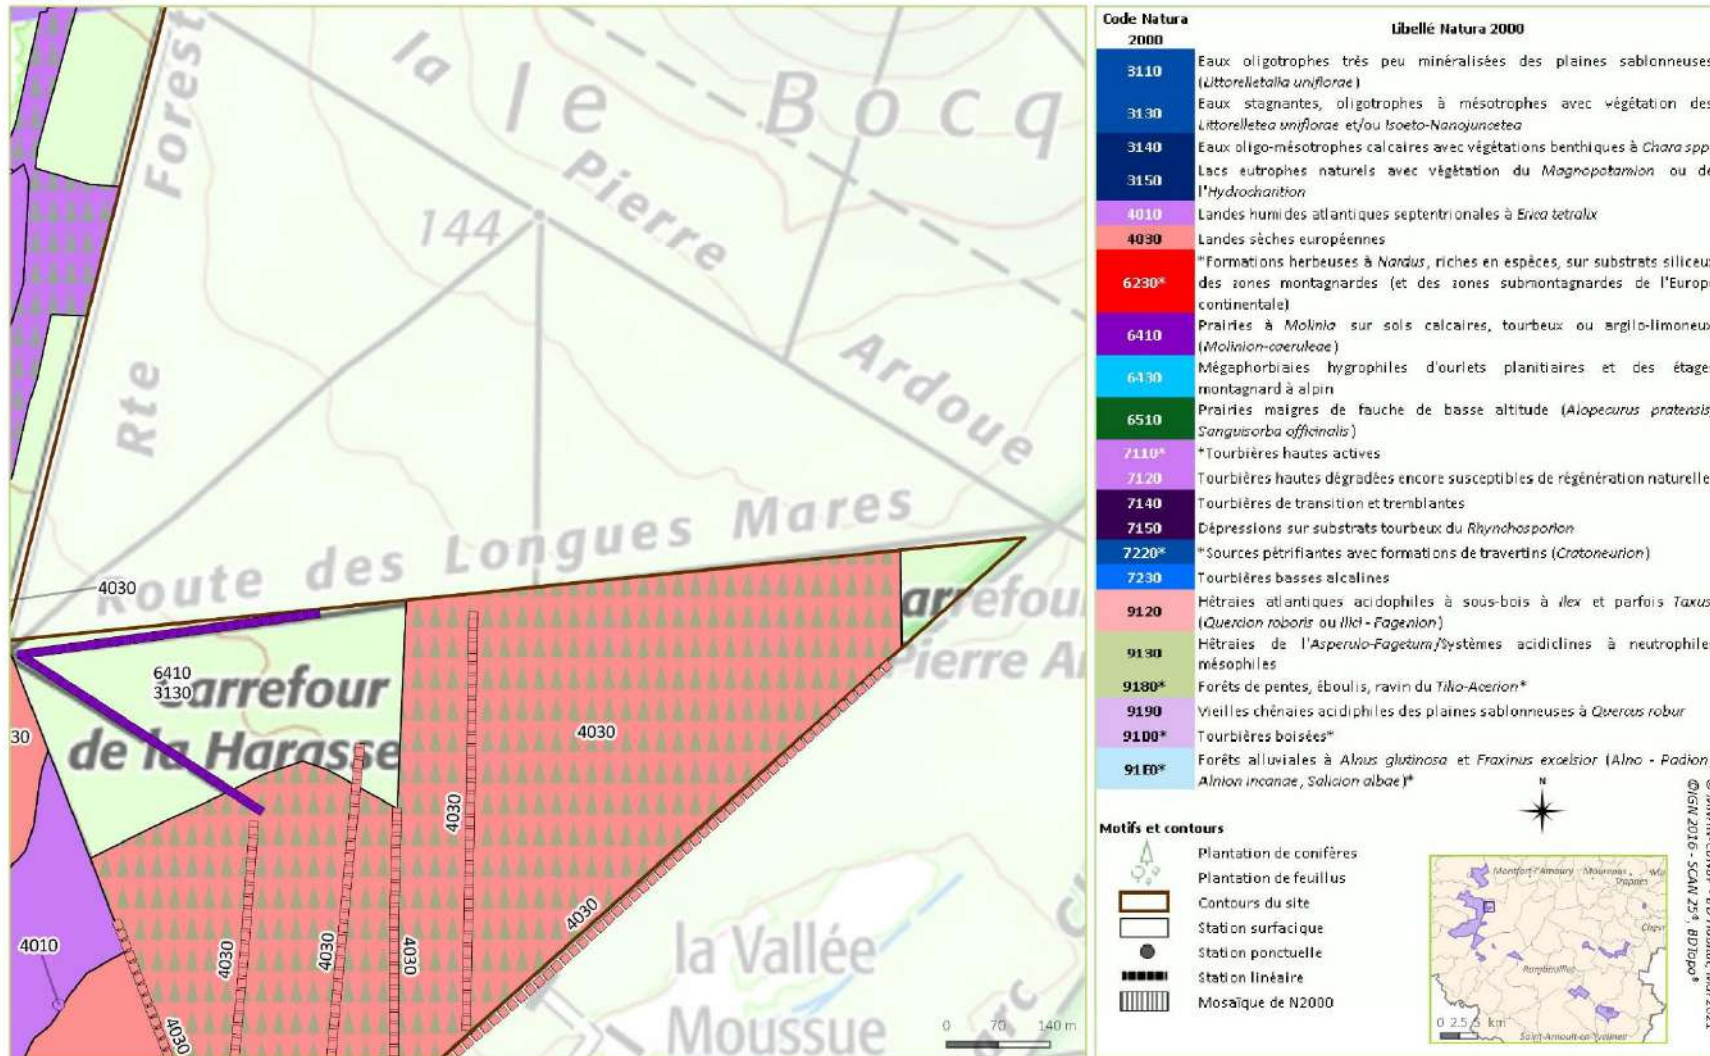 Forest
Rte
la
le Bocq
Pierre
Ardoue
144
Route des Longues Mares
4030
6410
3130
Carrefour
de la Harasse
30
4030
arrefou
Pierre A
4010
4030
4030
4030
4030
4030
4030
la Vallée
Moussue
0 70 140 m
Code Natura 2000
Libellé Natura 2000
3110
Eaux oligotrophes très peu minéralisées des plaines sablonneuses
(Littorelletalia uniflorae)
3130
Eaux stagnantes, oligotrophes à mésotrophes avec végétation des
Littorelletea uniflorae et/ou Isoeto-Nanojuncetea
3140
Eaux oligo-mésotrophes calcaires avec végétations benthiques à Chara spp
3150
Lacs eutrophes naturels avec végétation du Magnopotamion ou de
l'Hydrocharition
4010
Landes humides atlantiques septentrionales à Erica tetralix
4030
Landes sèches européennes
6230*
*Formations herbeuses à Nardus, riches en espèces, sur substrats siliceux
des zones montagnardes (et des zones submontagnardes de l'Europ
continentale)
6410
Prairies à Molinia sur sols calcaires, tourbeux ou argilo-limoneux
(Molinion-caeruleae)
6430
Mégaphorbiaies hygrophiles d'ourlets planitiaires et des étage
montagnard à alpin
6510
Prairies maigres de fauche de basse altitude (Alopecurus pratensis,
Sanguisorba officinalis)
7110*
*Tourbières hautes actives
7120
Tourbières hautes dégradées encore susceptibles de régénération naturelle
7140
Tourbières de transition et tremblantes
7150
Dépressions sur substrats tourbeux du Rhynchosporion
7220*
*Sources pétrifiantes avec formations de travertins (Cratoneurion)
7230
Tourbières basses alcalines
9120
Hêtraies atlantiques acidophiles à sous-bois à Ilex et parfois Taxus
(Quercion roboris ou Ilici - Fagenion)
9130
Hêtraies de l'Asperulo-Fagetum/Systèmes acidiclines à neutrophile
mésophiles
9180*
Forêts de pentes, éboulis, ravin du Tilio-Acerion*
9190
Vieilles chênaies acidiphiles des plaines sablonneuses à Quercus robur
91D0*
Tourbières boisées*
91E0*
Forêts alluviales à Alnus glutinosa et Fraxinus excelsior (Alno - Padion
Alnion incanae, Salicion albae)*
Motifs et contours
Plantation de conifères
Plantation de feuillus
Contours du site
Station surfacique
Station ponctuelle
Station linéaire
Mosaïque de N2000
N
Montfort-l'Amaury
Maurepas
Trappes
Rambouillet
Saint-Arnoult-en-Yvelines
0 2.5 5 km
©IGN 2016 - SCAN 25®, BDTopo®